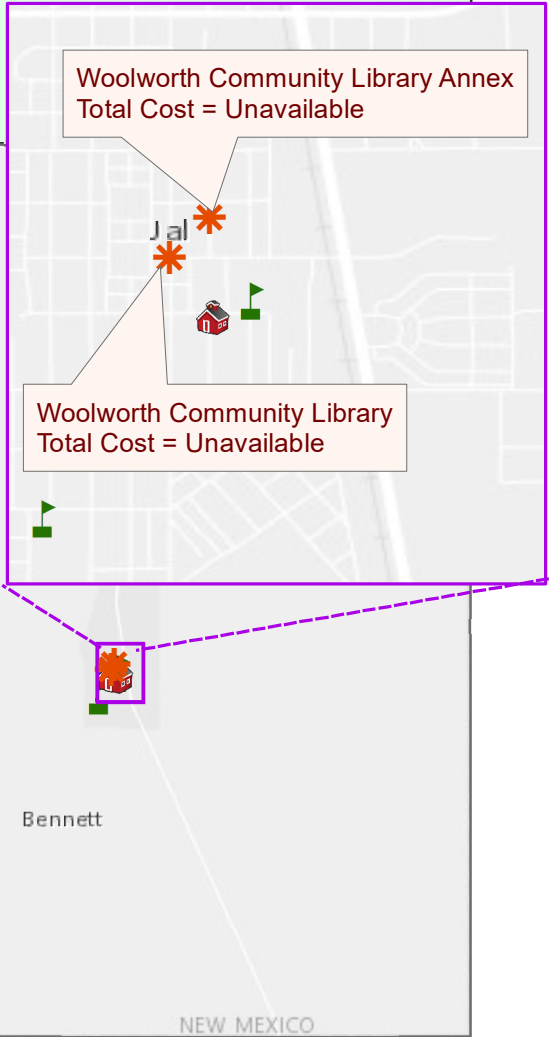 Woolworth Community Library Annex
Total Cost = Unavailable
Jal
Woolworth Community Library
Total Cost = Unavailable
Bennett
NEW MEXICO